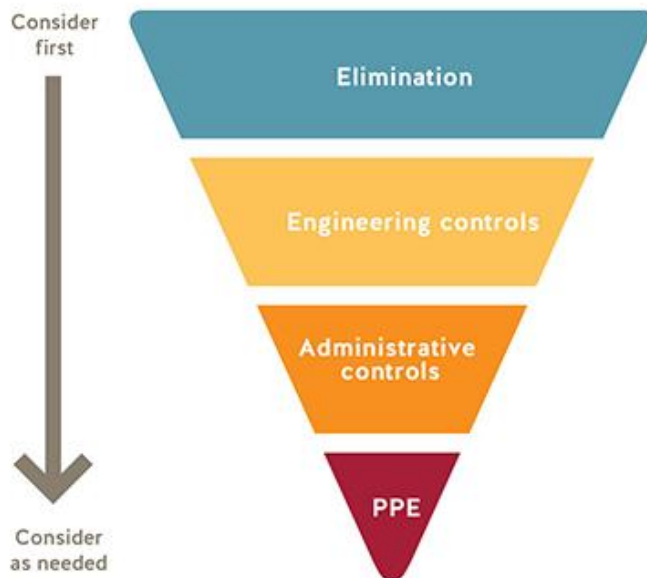 Consider
first
Elimination
Engineering controls
Administrative
controls
PPE
Consider
as needed